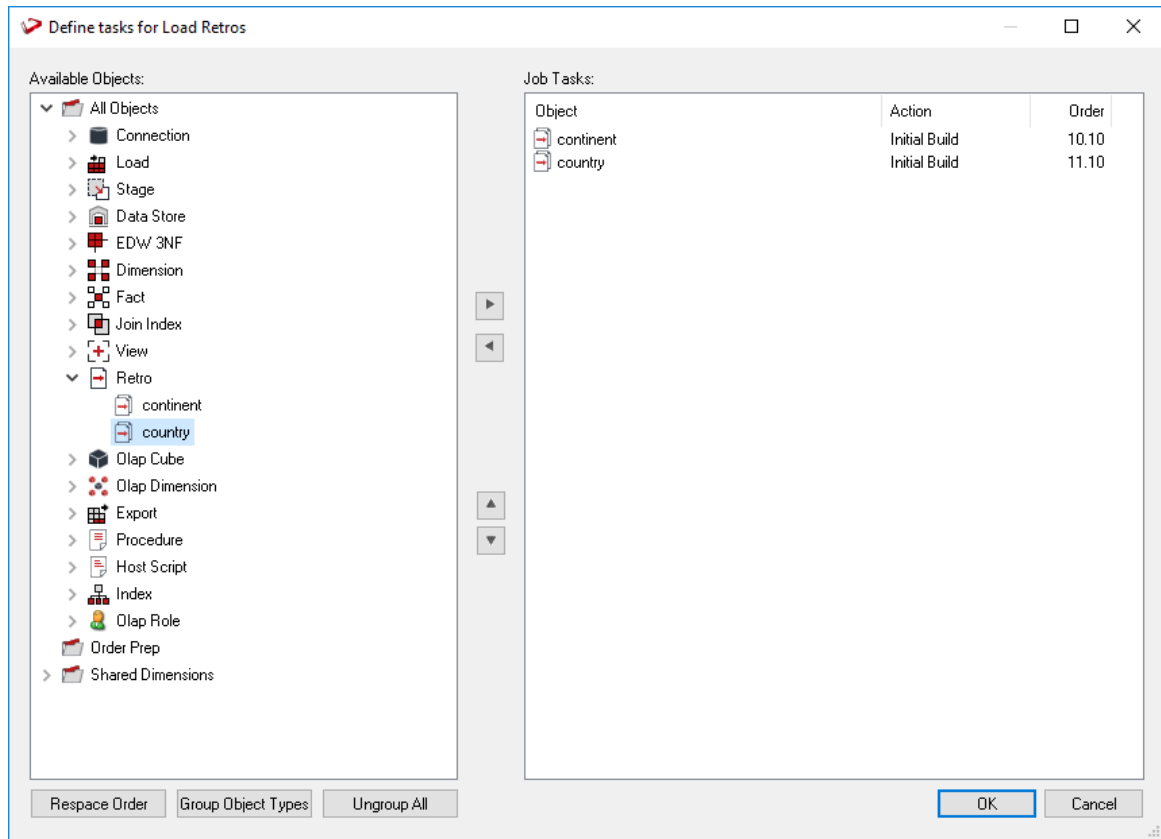 Define tasks for Load Retros
Available Objects:
All Objects
Connection
Load
Stage
Data Store
EDW 3NF
Dimension
Fact
Join Index
View
Retro
continent
country
Olap Cube
Olap Dimension
Export
Procedure
Host Script
Index
Olap Role
Order Prep
Shared Dimensions
Job Tasks:
Object Action Order
continent Initial Build 10.10
country Initial Build 11.10
Respace Order Group Object Types Ungroup All OK Cancel